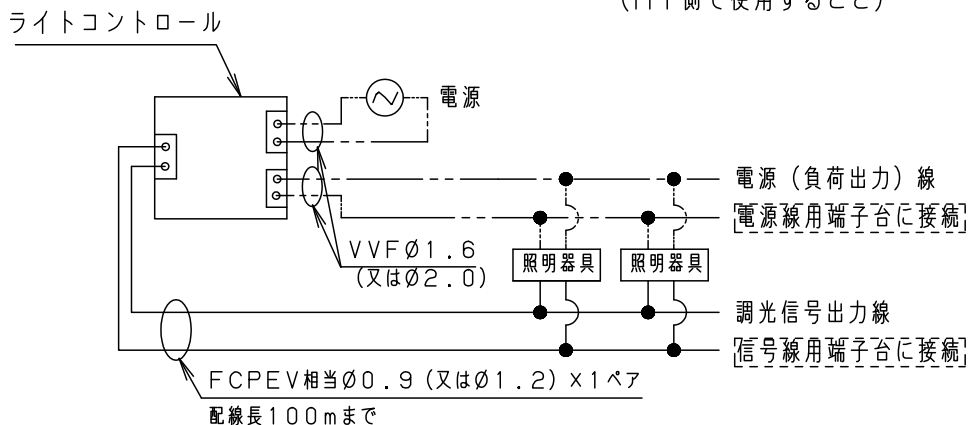 ライトコントロール
電源
電源（負荷出力）線
電源線用端子台に接続
VVFØ1.6
（又はØ2.0）
照明器具
照明器具
調光信号出力線
信号線用端子台に接続
FCPEV相当Ø0.9（又はØ1.2）×1ペア
配線長100mまで